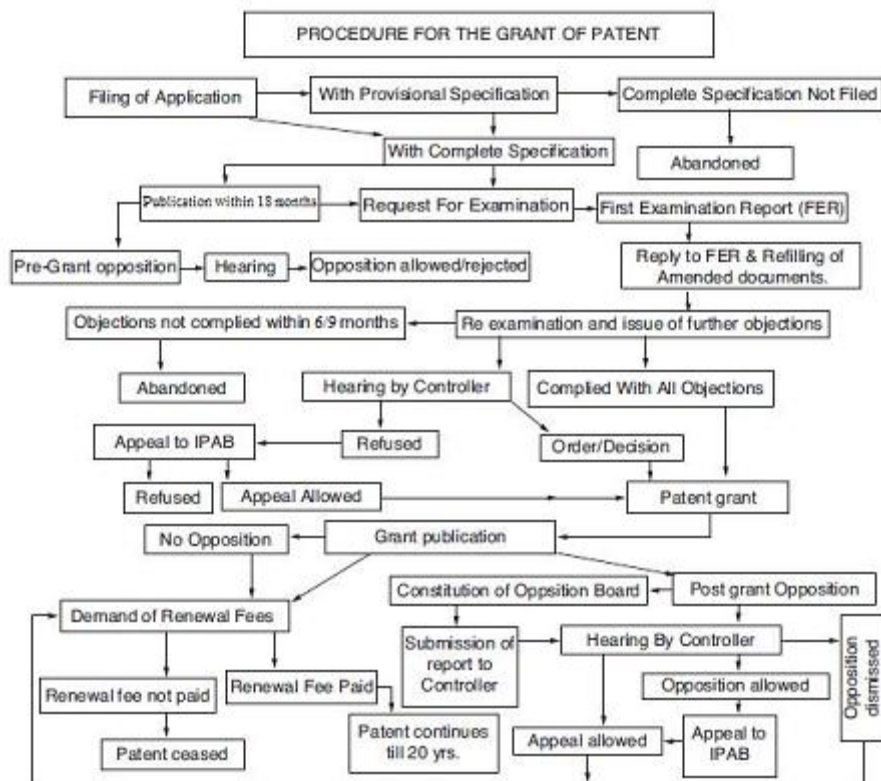 PROCEDURE FOR THE GRANT OF PATENT
Filing of Application
With Provisional Specification
Complete Specification Not Filed
With Complete Specification
Abandoned
Publication within 18 months
Request For Examination
First Examination Report (FER)
Pre-Grant opposition
Hearing
Opposition allowed/rejected
Reply to FER & Refilling of
Amended documents.
Objections not complied within 6/9 months
Re examination and issue of further objections
Abandoned
Hearing by Controller
Complied With All Objections
Appeal to IPAB
Refused
Order/Decision
Refused
Appeal Allowed
Patent grant
No Opposition
Grant publication
Constitution of Oppsition Board
Post grant Opposition
Demand of Renewal Fees
Submission of
report to
Controller
Hearing By Controller
Opposition
dismissed
Renewal fee not paid
Renewal Fee Paid
Opposition allowed
Patent ceased
Patent continues
till 20 yrs.
Appeal allowed
Appeal to
IPAB